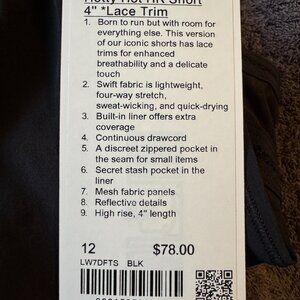 Hotty Hot HR Short
4" *Lace Trim
1. Born to run but with room for
everything else. This version
of our iconic shorts has lace
trims for enhanced
breathability and a delicate
touch
2. Swift fabric is lightweight,
four-way stretch,
sweat-wicking, and quick-drying
3. Built-in liner offers extra
coverage
4. Continuous drawcord
5. A discreet zippered pocket in
the seam for small items
6. Secret stash pocket in the
liner
7. Mesh fabric panels
8. Reflective details
9. High rise, 4" length
12 $78.00
LW7DFTS BLK